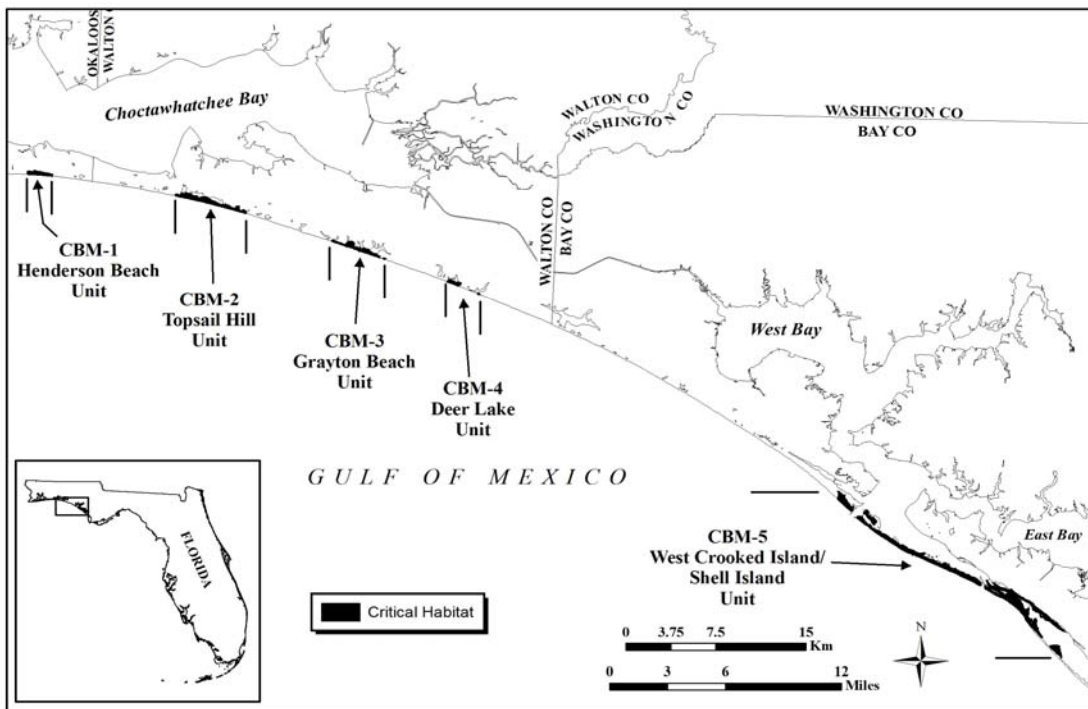 OKALOOS
WALTON C
Choctawhatchee Bay
WALTON CO
WASHINGTON CO
WASHINGTON CO
BAY CO
WALTON CO
BAY CO
CBM-1
Henderson Beach
Unit
CBM-2
Topsail Hill
Unit
CBM-3
Grayton Beach
Unit
CBM-4
Deer Lake
Unit
West Bay
GULF OF MEXICO
East Bay
CBM-5
West Crooked Island/
Shell Island
Unit
FLORIDA
Critical Habitat
0 3.75 7.5 15
Km
0 3 6 12
Miles
N